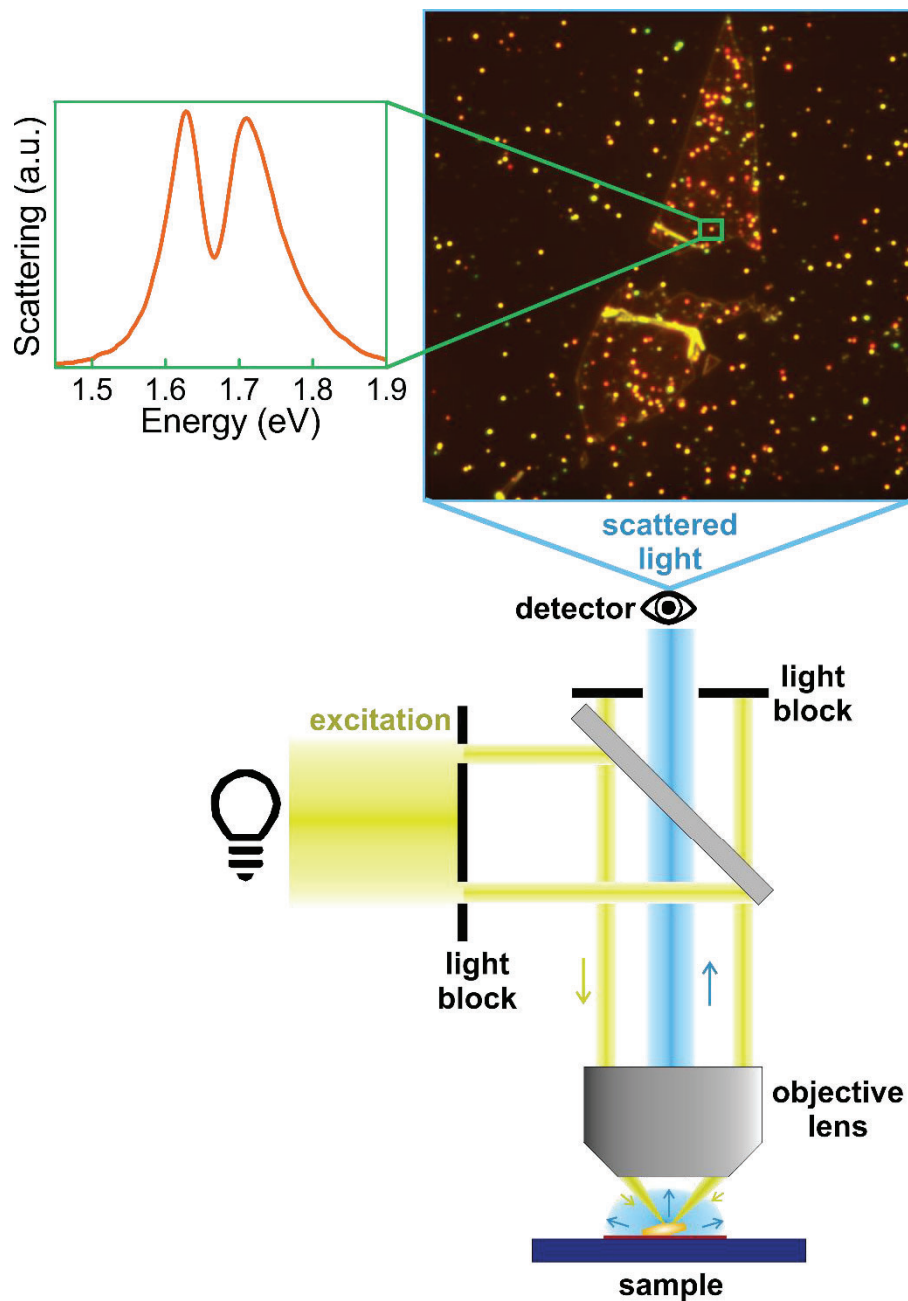 Scattering (a.u.)
1.5 1.6 1.7 1.8 1.9
Energy (eV)
scattered
light
detector
light
block
excitation
light
block
objective
lens
sample